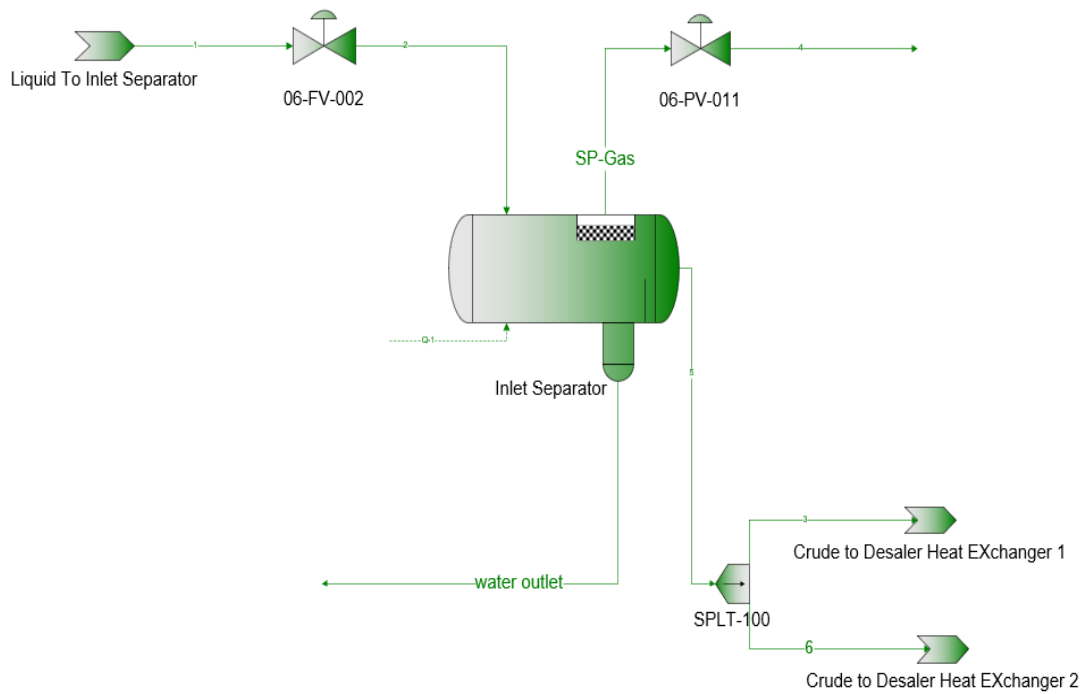 1
2
4
Liquid To Inlet Separator
06-FV-002
06-PV-011
SP-Gas
Q-1
Inlet Separator
5
3
Crude to Desaler Heat EXchanger 1
water outlet
SPLT-100
6
Crude to Desaler Heat EXchanger 2